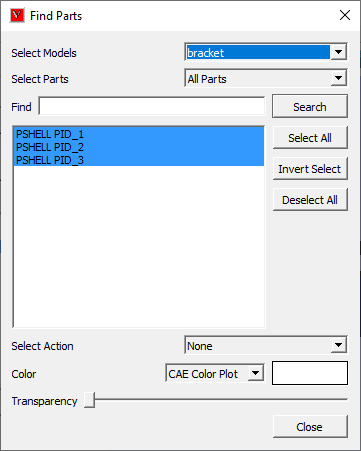 Find Parts
Select Models bracket
Select Parts All Parts
Find Search
PSHELL PID_1
PSHELL PID_2
PSHELL PID_3
Select All
Invert Select
Deselect All
Select Action None
Color CAE Color Plot
Transparency
Close